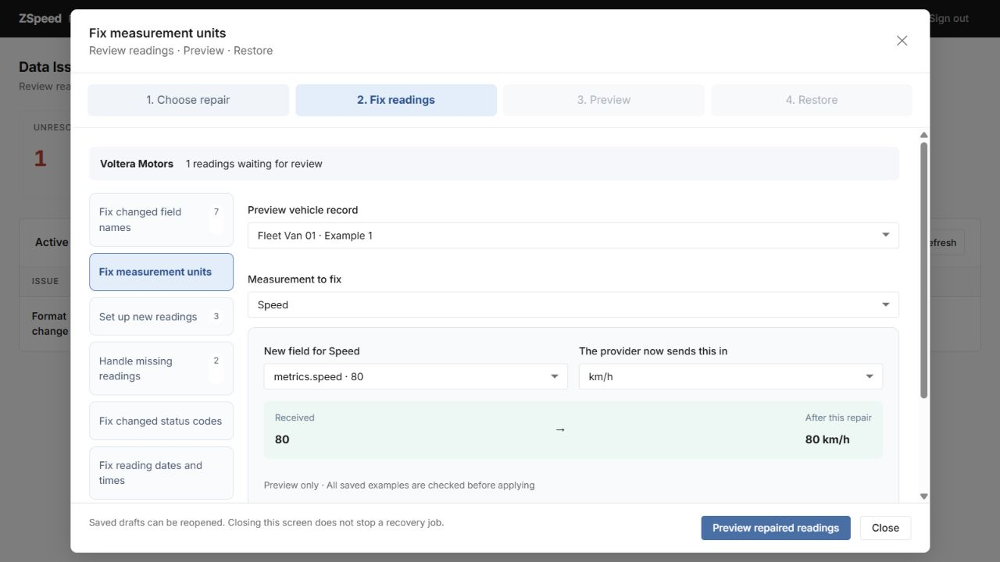 ZSpeed
Sign out
Data Iss
Review rea
UNRESO
1
Active
efresh
ISSUE
Format
change
Fix measurement units
Review readings · Preview · Restore
1. Choose repair
2. Fix readings
3. Preview
4. Restore
Voltera Motors 1 readings waiting for review
Fix changed field
names
7
Fix measurement units
Set up new readings
3
Handle missing
readings
2
Fix changed status codes
Fix reading dates and
times
Preview vehicle record
Fleet Van 01 · Example 1
Measurement to fix
Speed
New field for Speed
metrics.speed · 80
The provider now sends this in
km/h
Received
80
→
After this repair
80 km/h
Preview only · All saved examples are checked before applying
Saved drafts can be reopened. Closing this screen does not stop a recovery job.
Preview repaired readings
Close